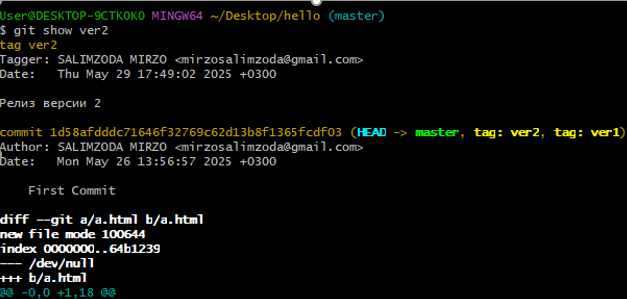 User@DESKTOP-9CTKOKO MINGW64 ~/Desktop/hello (master)
$ git show ver2
tag ver2
Tagger: SALIMZODA MIRZO <mirzosalimzoda@gmail.com>
Date:   Thu May 29 17:49:02 2025 +0300

Релиз версии 2

commit 1d58afdddc71646f32769c62d13b8f1365fcdf03 (HEAD -> master, tag: ver2, tag: ver1)
Author: SALIMZODA MIRZO <mirzosalimzoda@gmail.com>
Date:   Mon May 26 13:56:57 2025 +0300

    First Commit

diff --git a/a.html b/a.html
new file mode 100644
index 0000000..64b1239
--- /dev/null
+++ b/a.html
@@ -0,0 +1,18 @@